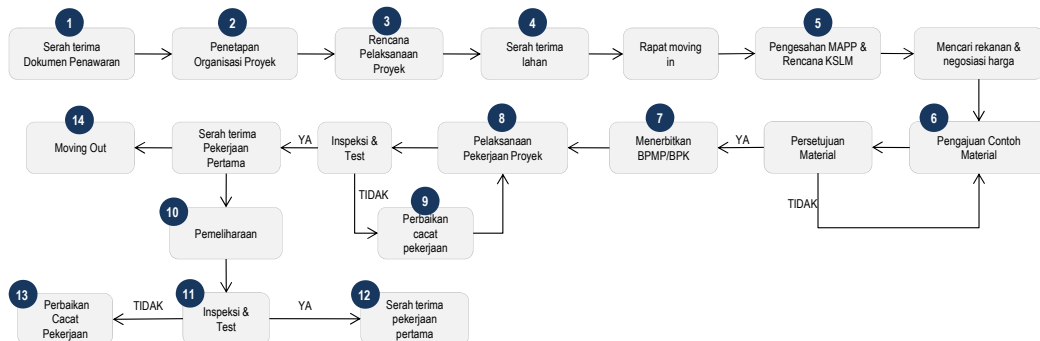 1
Serah terima
Dokumen Penawaran
2
Penetapan
Organisasi Proyek
3
Rencana
Pelaksanaan
Proyek
4
Serah terima
lahan
Rapat moving
in
5
Pengesahan MAPP &
Rencana KSLM
Mencari rekanan &
negosiasi harga
14
Moving Out
YA
Serah terima
Pekerjaan
Pertama
Inspeksi &
Test
TIDAK
8
Pelaksanaan
Pekerjaan Proyek
7
Menerbitkan
BPMP/BPK
YA
Persetujuan
Material
TIDAK
6
Pengajuan Contoh
Material
9
Perbaikan
cacat
pekerjaan
10
Pemeliharaan
13
Perbaikan
Cacat
Pekerjaan
TIDAK
11
Inspeksi &
Test
YA
12
Serah terima
pekerjaan
pertama